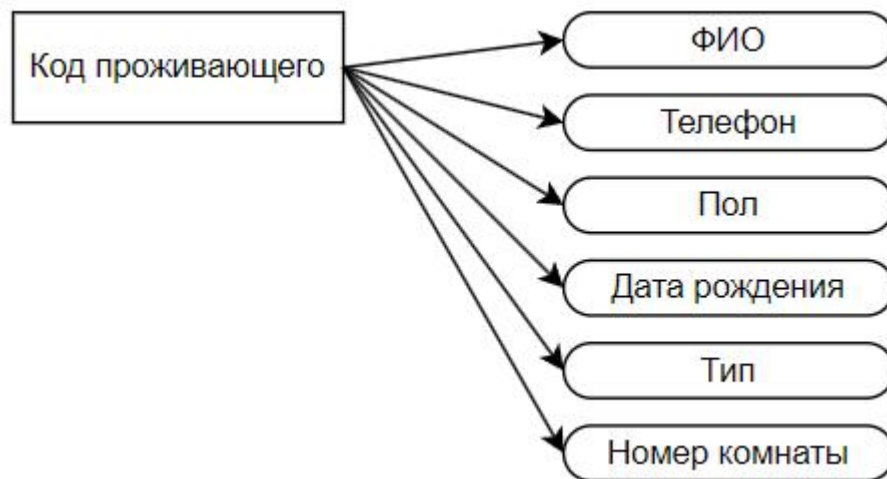 Код проживающего
ФИО
Телефон
Пол
Дата рождения
Тип
Номер комнаты